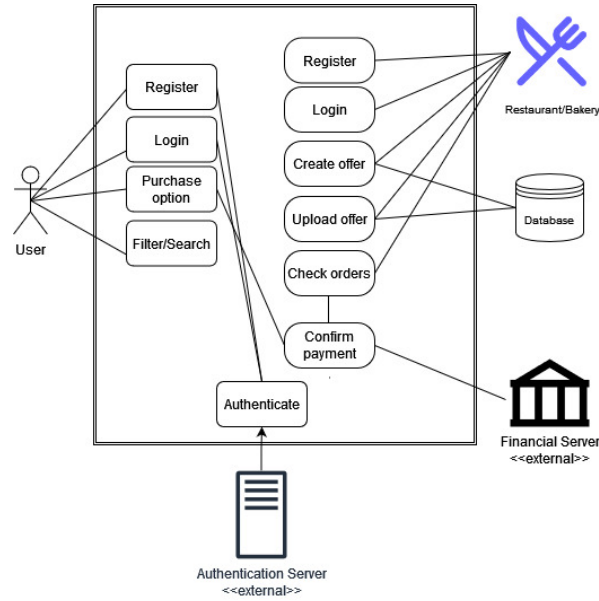 Register
Login
Purchase
option
Filter/Search
User
Register
Login
Create offer
Upload offer
Check orders
Confirm
payment
Authenticate
Restaurant/Bakery
Database
Financial Server
<<external>>
Authentication Server
<<external>>